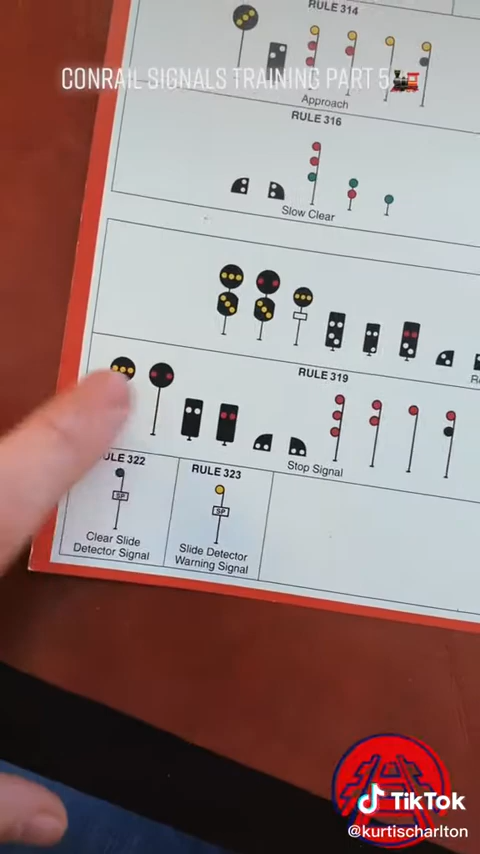 RULE 314
CONRAIL SIGNALS TRAINING PART 5
Approach
RULE 316
Slow Clear
RULE 319
Stop Signal
RULE 322
SP
Clear Slide
Detector Signal
RULE 323
SP
Slide Detector
Warning Signal
TikTok
@kurtischarlton